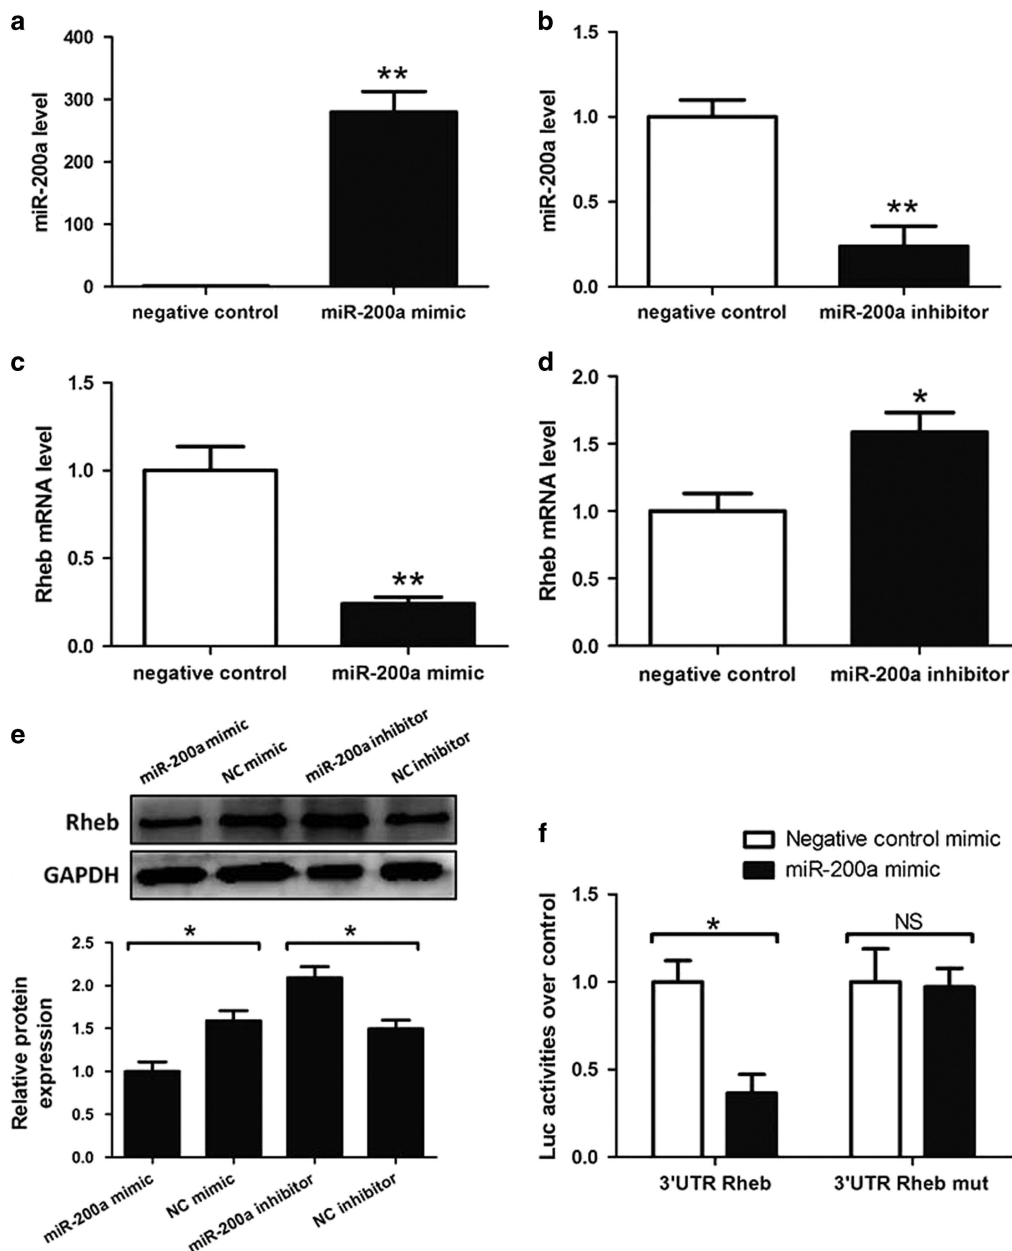 a
400
300
200
100
0
miR-200a level
**
negative control
miR-200a mimic
b
1.5
1.0
0.5
0.0
miR-200a level
**
negative control
miR-200a inhibitor
c
1.5
1.0
0.5
0.0
Rheb mRNA level
**
negative control
miR-200a mimic
d
2.0
1.5
1.0
0.5
0.0
Rheb mRNA level
*
negative control
miR-200a inhibitor
e
miR-200a mimic
NC mimic
miR-200a inhibitor
NC inhibitor
Rheb
GAPDH
2.5
2.0
1.5
1.0
0.5
0.0
Relative protein
expression
*
*
miR-200a mimic
NC mimic
miR-200a inhibitor
NC inhibitor
f
Negative control mimic
miR-200a mimic
1.5
1.0
0.5
0.0
Luc activities over control
*
NS
3'UTR Rheb
3'UTR Rheb mut